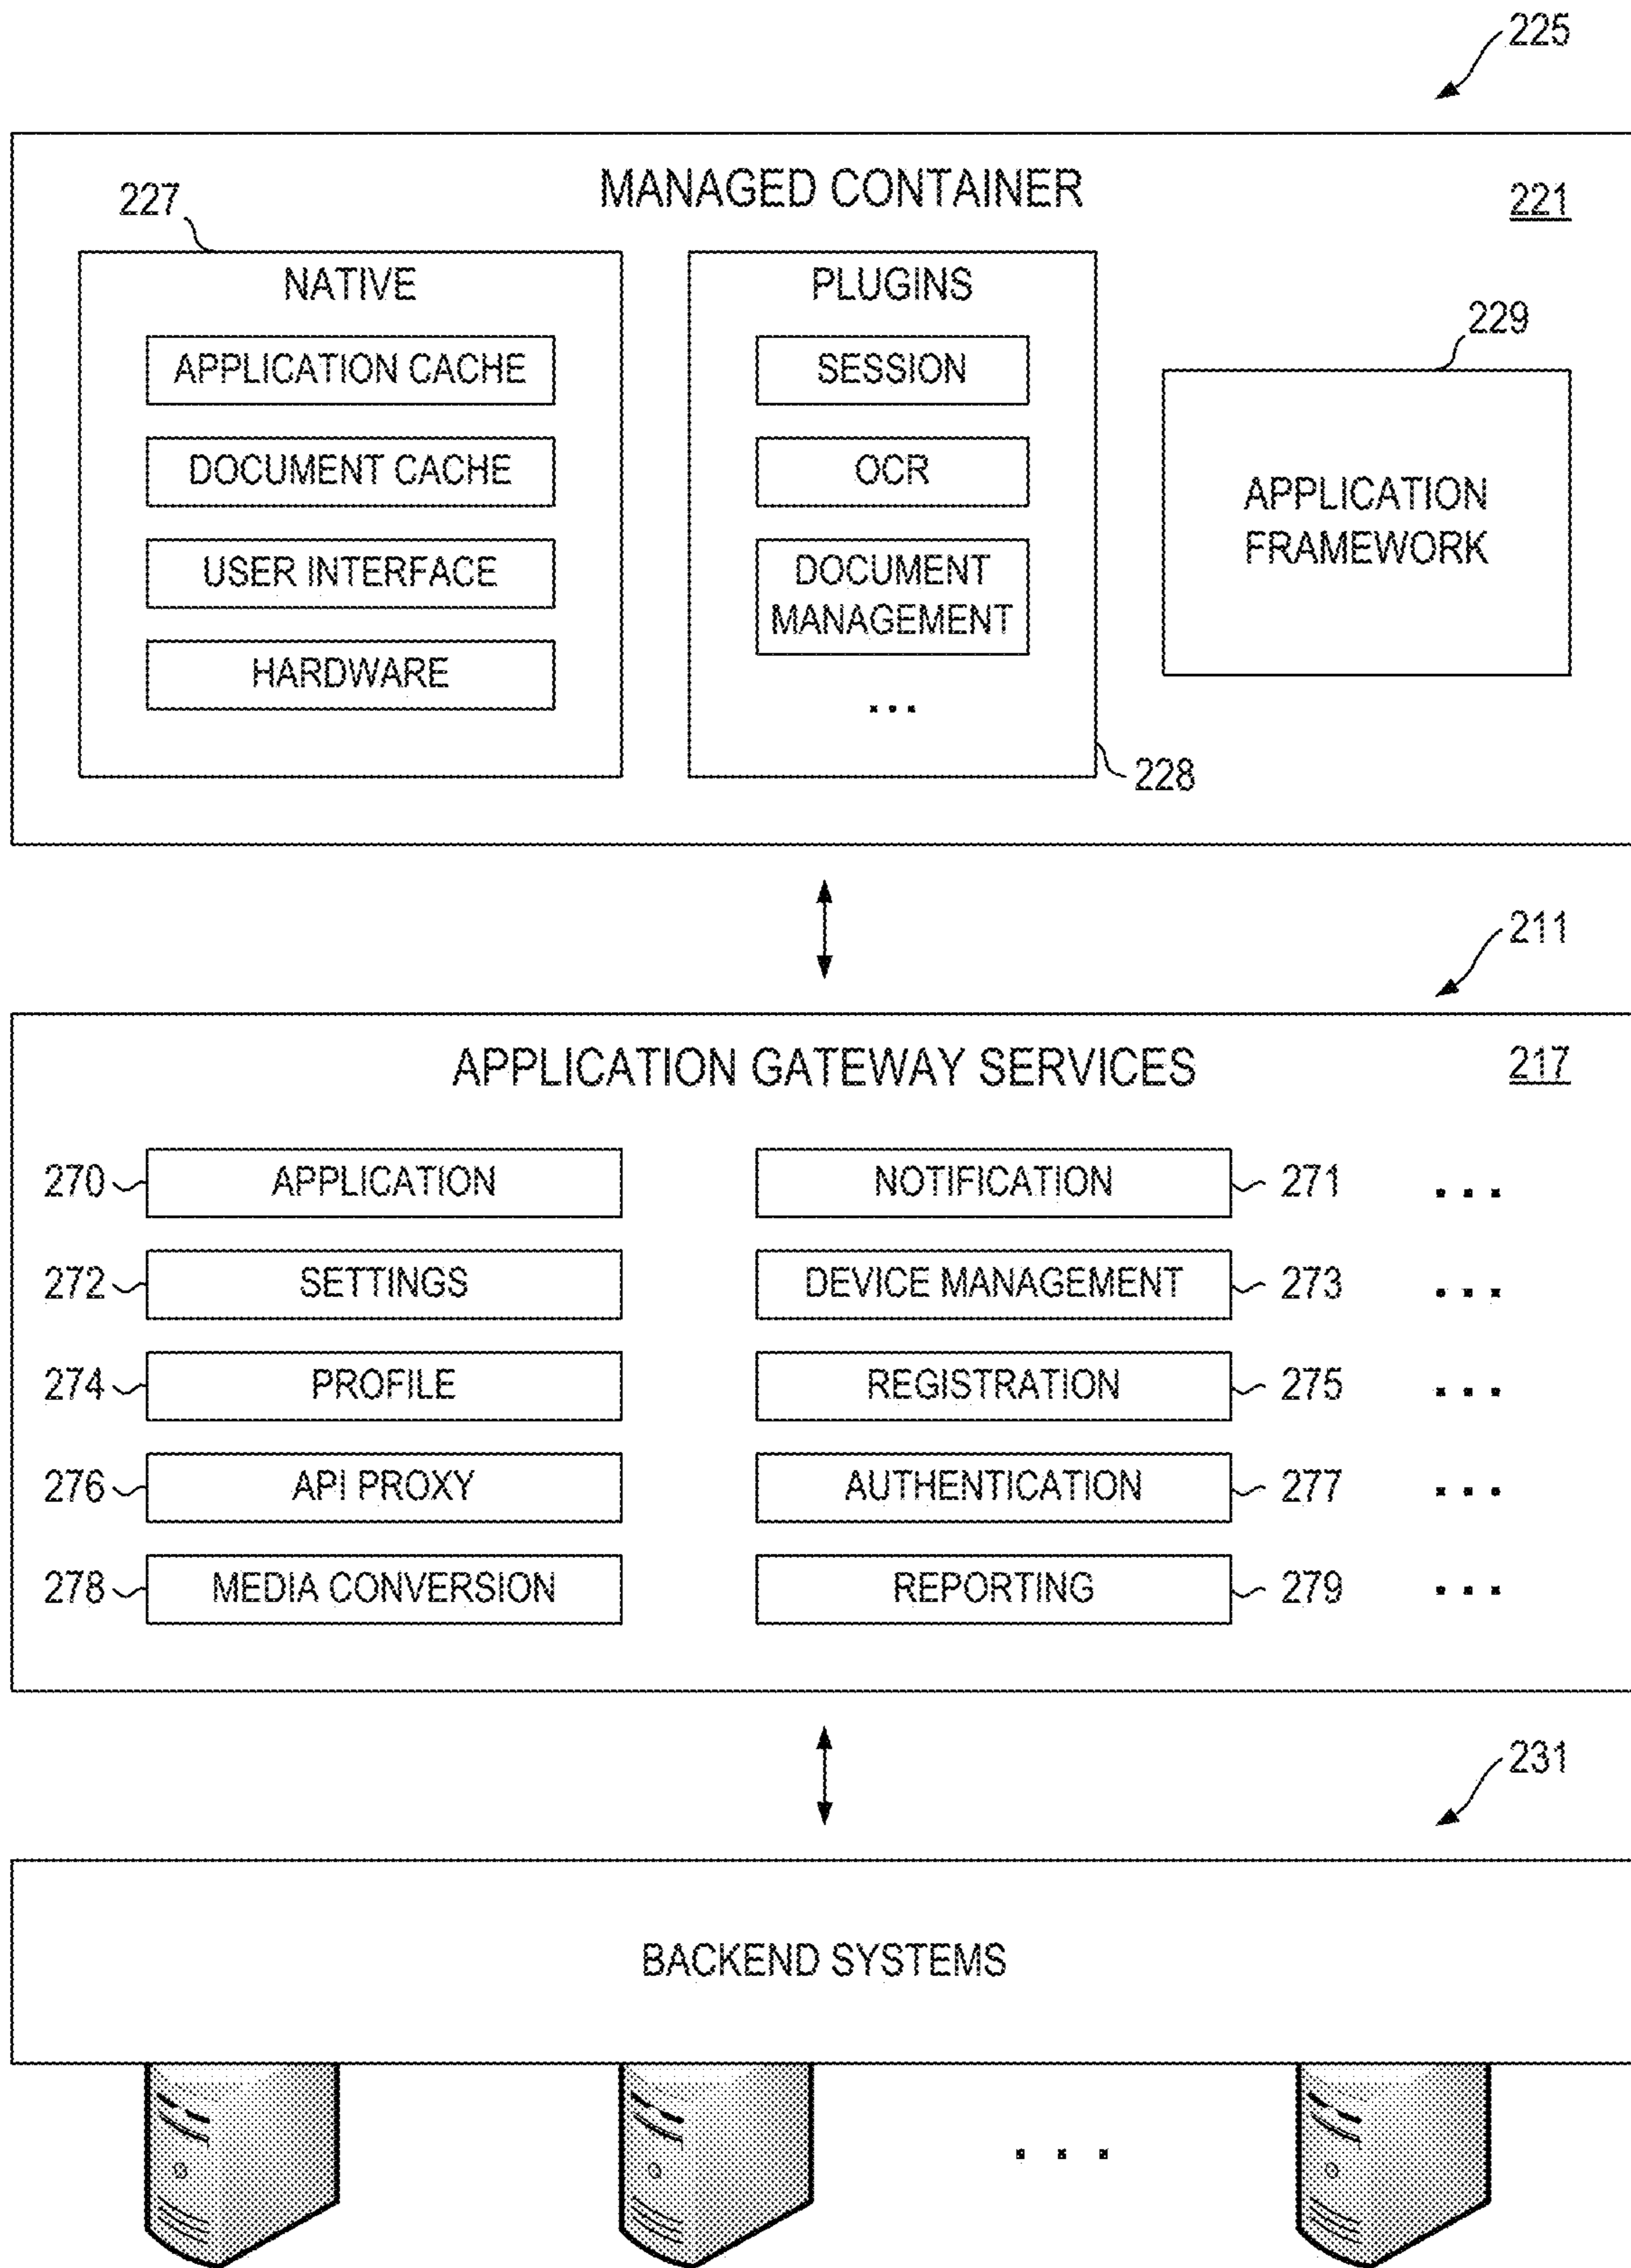 225
MANAGED CONTAINER
221
227
NATIVE
APPLICATION CACHE
DOCUMENT CACHE
USER INTERFACE
HARDWARE
PLUGINS
SESSION
OCR
DOCUMENT
MANAGEMENT
...
228
229
APPLICATION
FRAMEWORK
211
APPLICATION GATEWAY SERVICES
217
270 APPLICATION
NOTIFICATION 271 ...
272 SETTINGS
DEVICE MANAGEMENT 273 ...
274 PROFILE
REGISTRATION 275 ...
276 API PROXY
AUTHENTICATION 277 ...
278 MEDIA CONVERSION
REPORTING 279 ...
231
BACKEND SYSTEMS
...